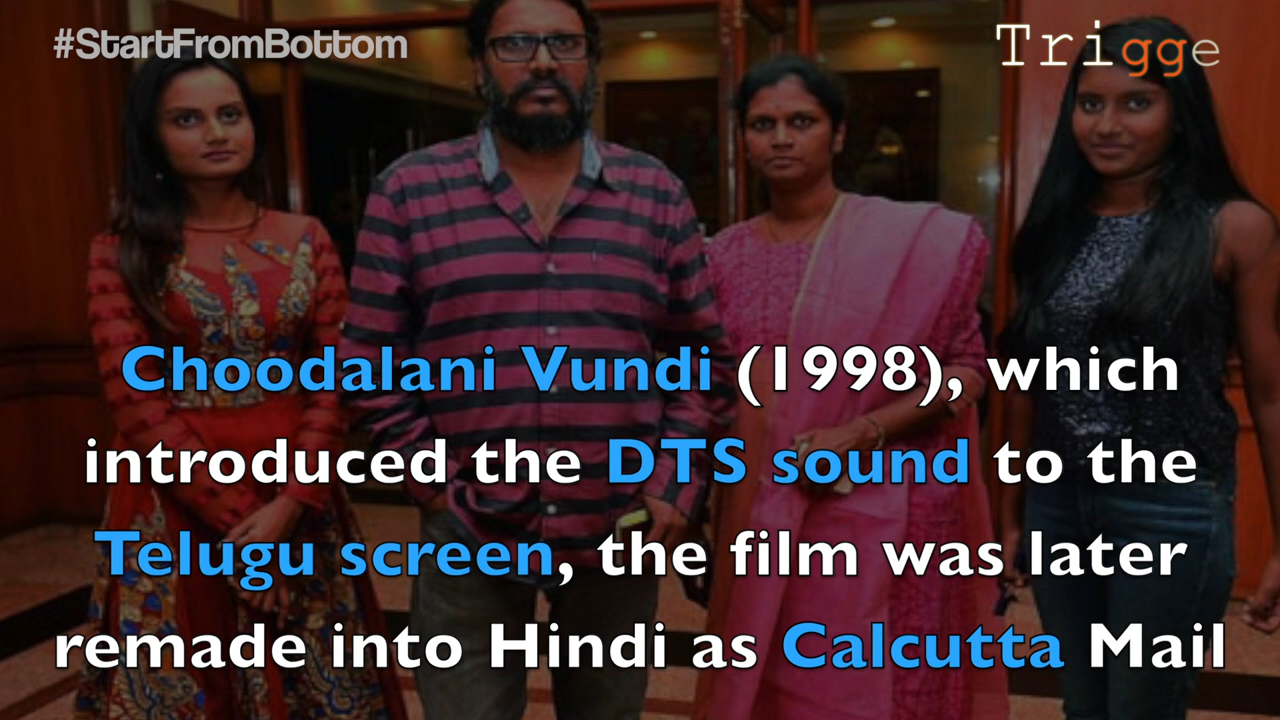 #StartFromBottom
Trigge
Choodalani Vundi (1998), which
introduced the DTS sound to the
Telugu screen, the film was later
remade into Hindi as Calcutta Mail